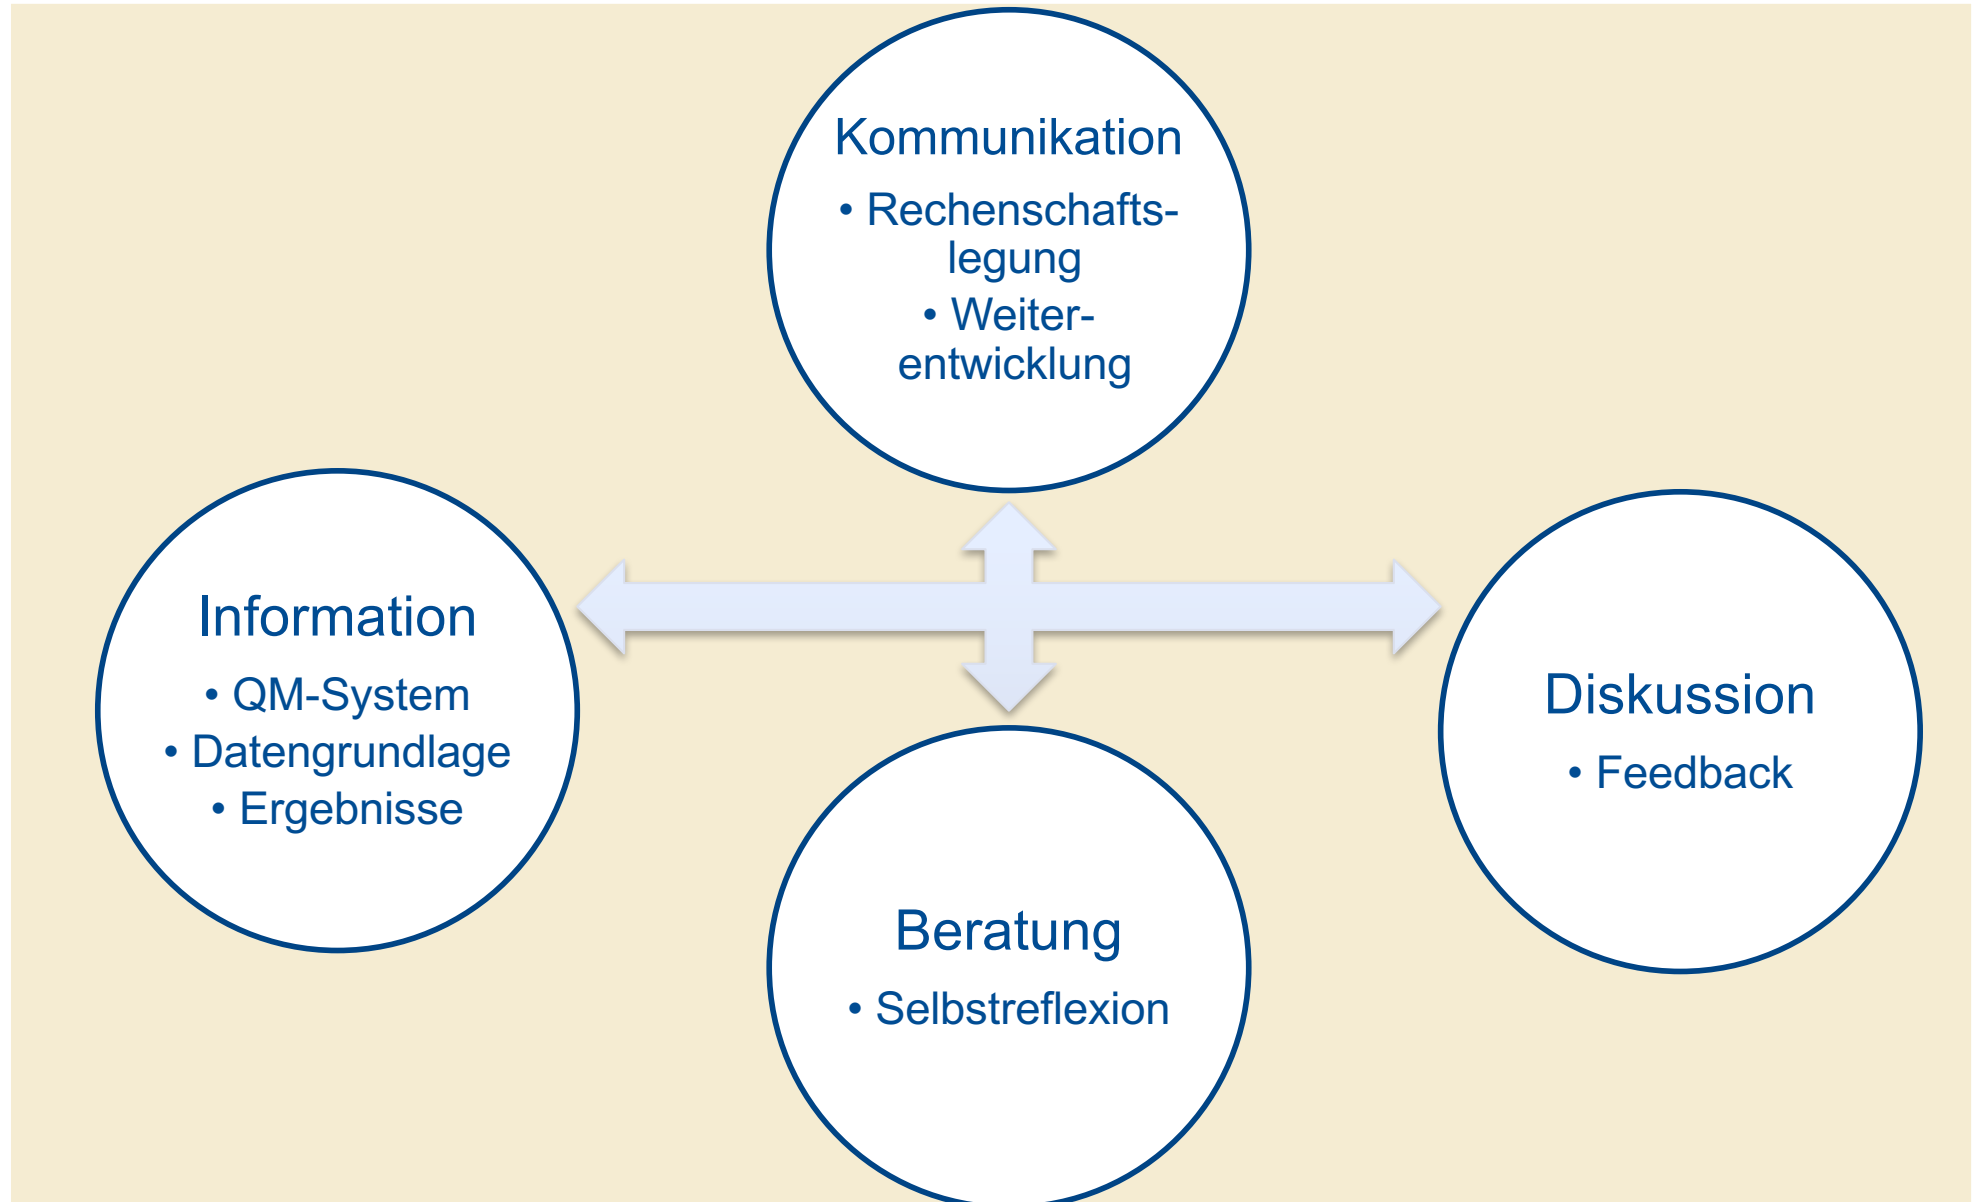 Kommunikation
• Rechenschafts-
legung
• Weiter-
entwicklung
Information
• QM-System
• Datengrundlage
• Ergebnisse
Diskussion
• Feedback
Beratung
• Selbstreflexion